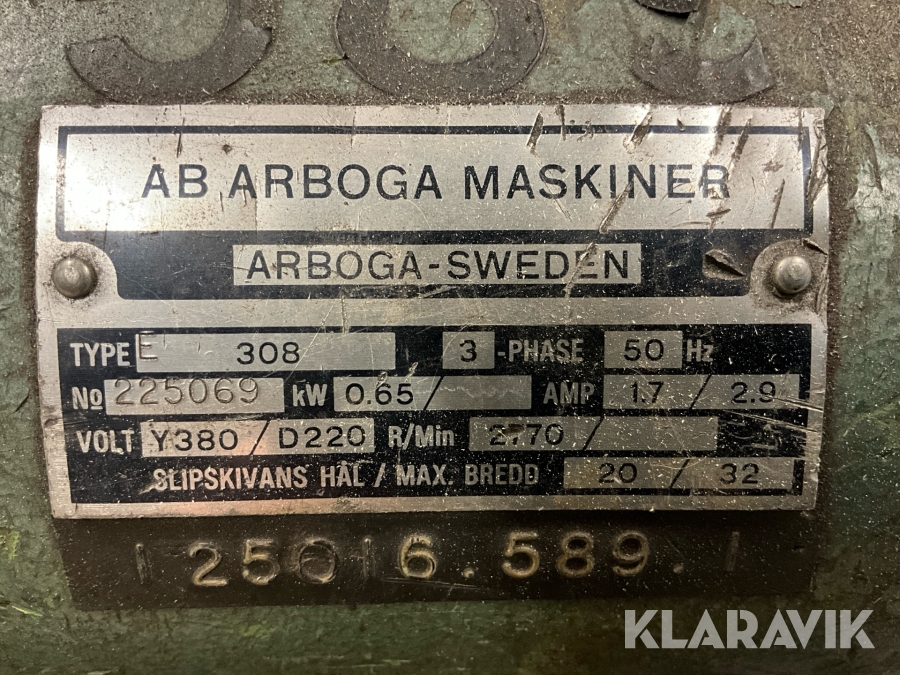 AB ARBOGA MASKINER
ARBOGA-SWEDEN
TYPE E 308 3 -PHASE 50 Hz
No 225069 kW 0.65 / AMP 1.7 / 2.9
VOLT Y380 / D220 R/Min 2770 /
SLIPSKIVANS HÅL / MAX. BREDD 20 / 32
25016.589.
KLARAVIK